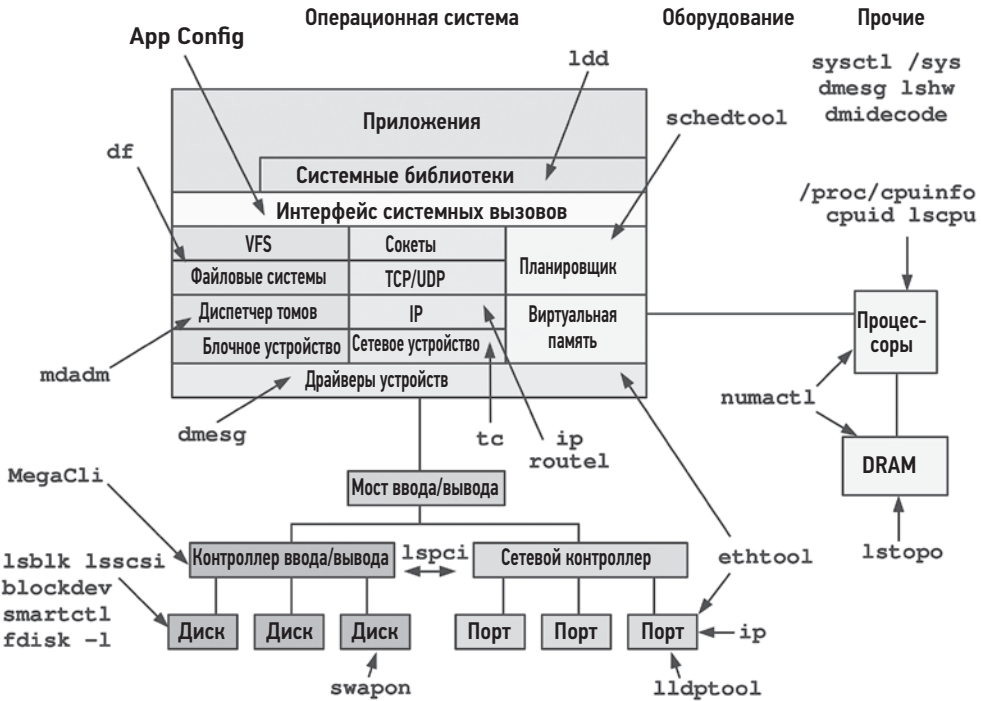 Операционная система
Оборудование
Прочие
App Config
ldd
sysctl /sys
dmesg lshw
dmidecode
schedtool
Приложения
df
Системные библиотеки
Интерфейс системных вызовов
/proc/cpuinfo
cpuid lscpu
VFS
Сокеты
Планировщик
Файловые системы
TCP/UDP
Диспетчер томов
IP
Виртуальная
память
Блочное устройство
Сетевое устройство
Процес-
соры
mdadm
Драйверы устройств
numactl
dmesg
tc
ip
routel
DRAM
MegaCli
Мост ввода/вывода
lsblk lsscsi
blockdev
smartctl
fdisk –l
Контроллер ввода/вывода
lspci
Сетевой контроллер
ethtool
lstopo
Диск
Диск
Диск
Порт
Порт
Порт
ip
swapon
lldptool